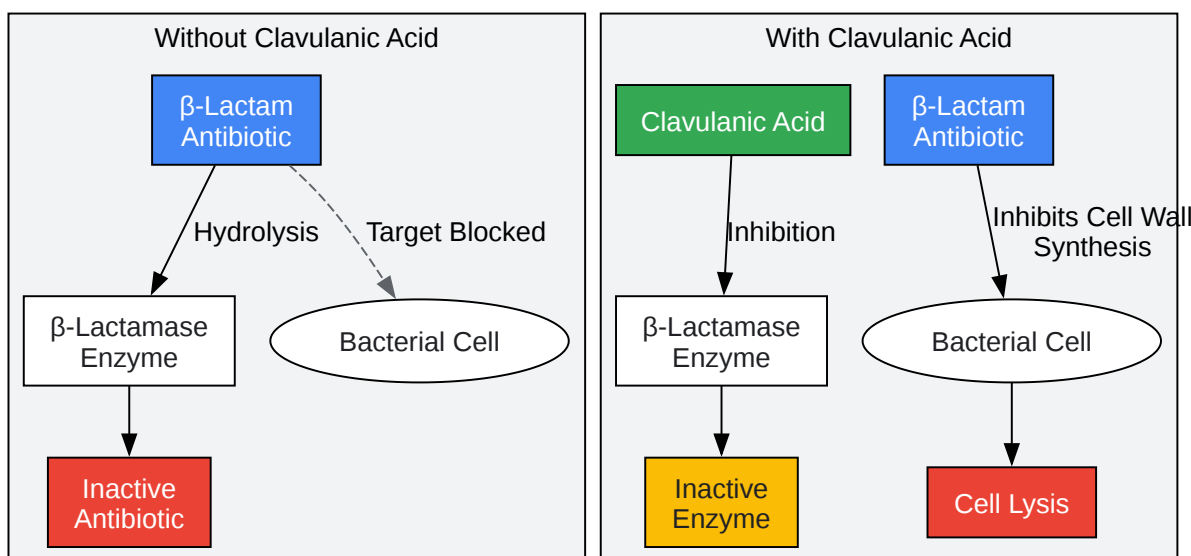 Without Clavulanic Acid
β-Lactam
Antibiotic
Hydrolysis
Target Blocked
β-Lactamase
Enzyme
Bacterial Cell
Inactive
Antibiotic
With Clavulanic Acid
Clavulanic Acid
β-Lactam
Antibiotic
Inhibition
Inhibits Cell Wall
Synthesis
β-Lactamase
Enzyme
Bacterial Cell
Inactive
Enzyme
Cell Lysis